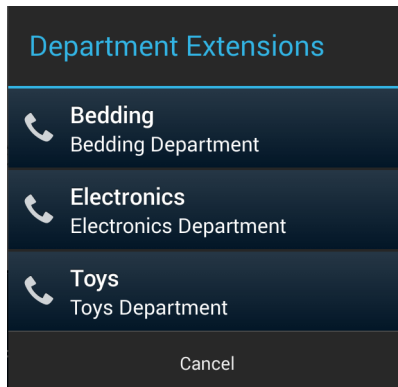 Department Extensions
Bedding
Bedding Department
Electronics
Electronics Department
Toys
Toys Department
Cancel